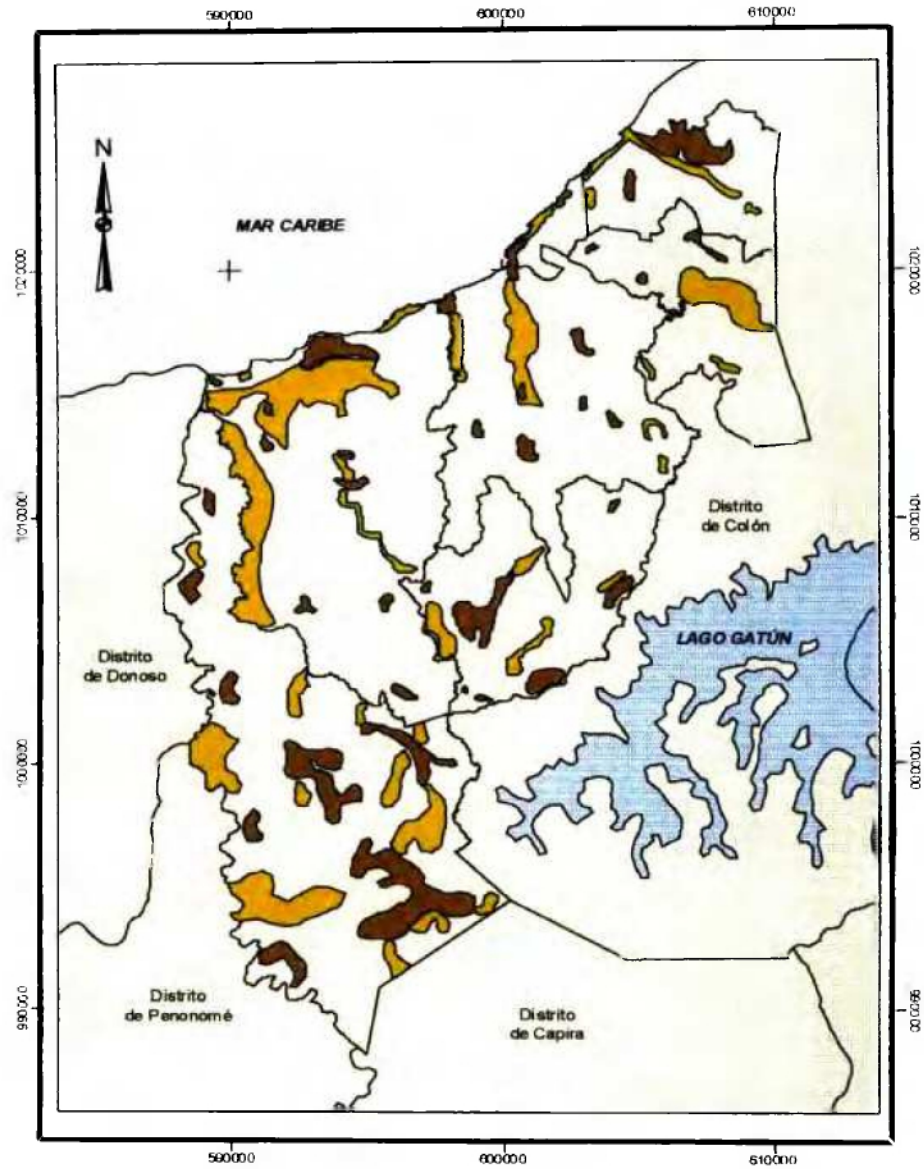 590000 600000 610000
N
MAR CARIBE
1020000 1020000
1010000 1010000
Distrito
de Colón
LAGO GATÚN
Distrito
de Donoso
1000000 1000000
Distrito
de Penonomé
Distrito
de Capira
990000 990000
590000 600000 610000